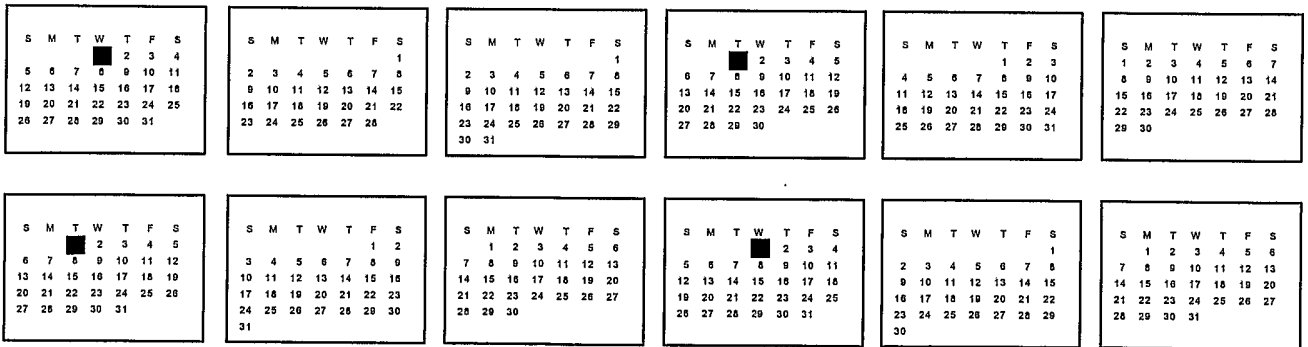 S M T W T F S
2 3 4
5 6 7 8 9 10 11
12 13 14 15 16 17 18
19 20 21 22 23 24 25
26 27 28 29 30 31
S M T W T F S
1
2 3 4 5 6 7 8
9 10 11 12 13 14 15
16 17 18 19 20 21 22
23 24 25 26 27 28
S M T W T F S
1
2 3 4 5 6 7 8
9 10 11 12 13 14 15
16 17 18 19 20 21 22
23 24 25 26 27 28 29
30 31
S M T W T F S
2 3 4 5
6 7 8 9 10 11 12
13 14 15 16 17 18 19
20 21 22 23 24 25 26
27 28 29 30
S M T W T F S
1 2 3
4 5 6 7 8 9 10
11 12 13 14 15 16 17
18 19 20 21 22 23 24
25 26 27 28 29 30 31
S M T W T F S
1 2 3 4 5 6 7
8 9 10 11 12 13 14
15 16 17 18 19 20 21
22 23 24 25 26 27 28
29 30
S M T W T F S
2 3 4 5
6 7 8 9 10 11 12
13 14 15 16 17 18 19
20 21 22 23 24 25 26
27 28 29 30 31
S M T W T F S
1 2
3 4 5 6 7 8 9
10 11 12 13 14 15 16
17 18 19 20 21 22 23
24 25 26 27 28 29 30
31
S M T W T F S
1 2 3 4 5 6
7 8 9 10 11 12 13
14 15 16 17 18 19 20
21 22 23 24 25 26 27
28 29 30
S M T W T F S
2 3 4
5 6 7 8 9 10 11
12 13 14 15 16 17 18
19 20 21 22 23 24 25
26 27 28 29 30 31
S M T W T F S
1
2 3 4 5 6 7 8
9 10 11 12 13 14 15
16 17 18 19 20 21 22
23 24 25 26 27 28 29
30
S M T W T F S
1 2 3 4 5 6
7 8 9 10 11 12 13
14 15 16 17 18 19 20
21 22 23 24 25 26 27
28 29 30 31